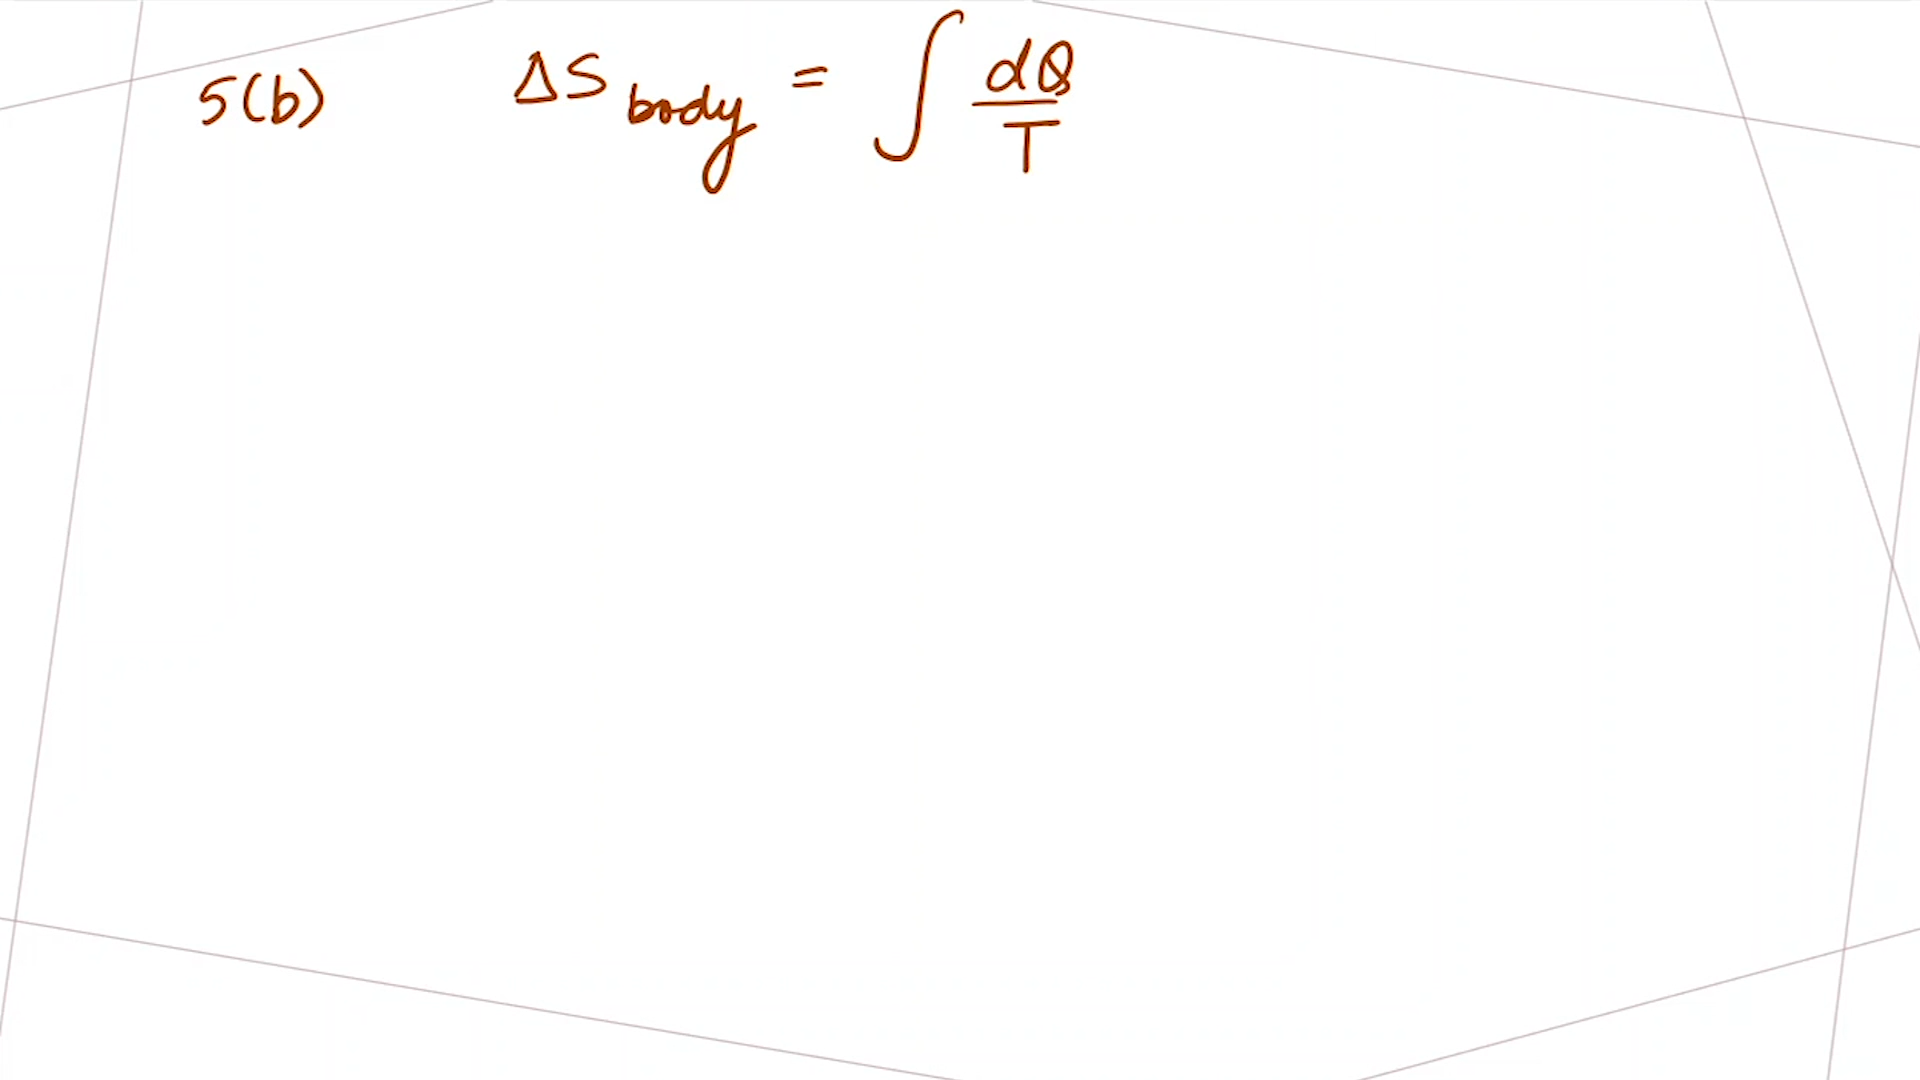 5(b) ΔS body = ∫ dQ/T